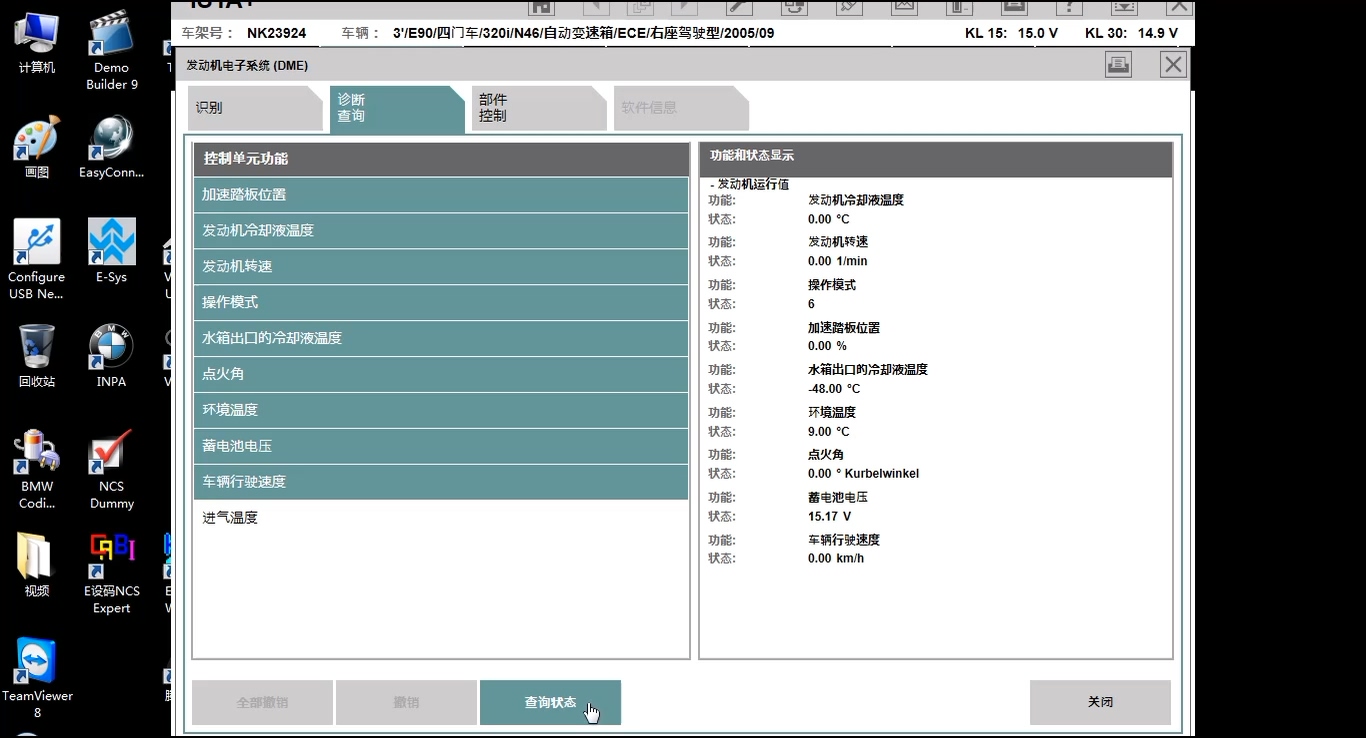 ISTA+
车架号： NK23924 车辆： 3'/E90/四门车/320i/N46/自动变速箱/ECE/右座驾驶型/2005/09 KL 15: 15.0 V KL 30: 14.9 V
发动机电子系统 (DME)
识别
诊断
查询
部件
控制
软件信息
控制单元功能
加速踏板位置
发动机冷却液温度
发动机转速
操作模式
水箱出口的冷却液温度
点火角
环境温度
蓄电池电压
车辆行驶速度
进气温度
功能和状态显示
- 发动机运行值
功能: 发动机冷却液温度
状态: 0.00 °C
功能: 发动机转速
状态: 0.00 1/min
功能: 操作模式
状态: 6
功能: 加速踏板位置
状态: 0.00 %
功能: 水箱出口的冷却液温度
状态: -48.00 °C
功能: 环境温度
状态: 9.00 °C
功能: 点火角
状态: 0.00 ° Kurbelwinkel
功能: 蓄电池电压
状态: 15.17 V
功能: 车辆行驶速度
状态: 0.00 km/h
全部撤销
撤销
查询状态
关闭
计算机
Demo
Builder 9
画图
EasyConn...
Configure
USB Ne...
E-Sys
回收站
BMW
INPA
BMW
Codi...
NCS
Dummy
视频
CABI
E设码NCS
Expert
TeamViewer
8